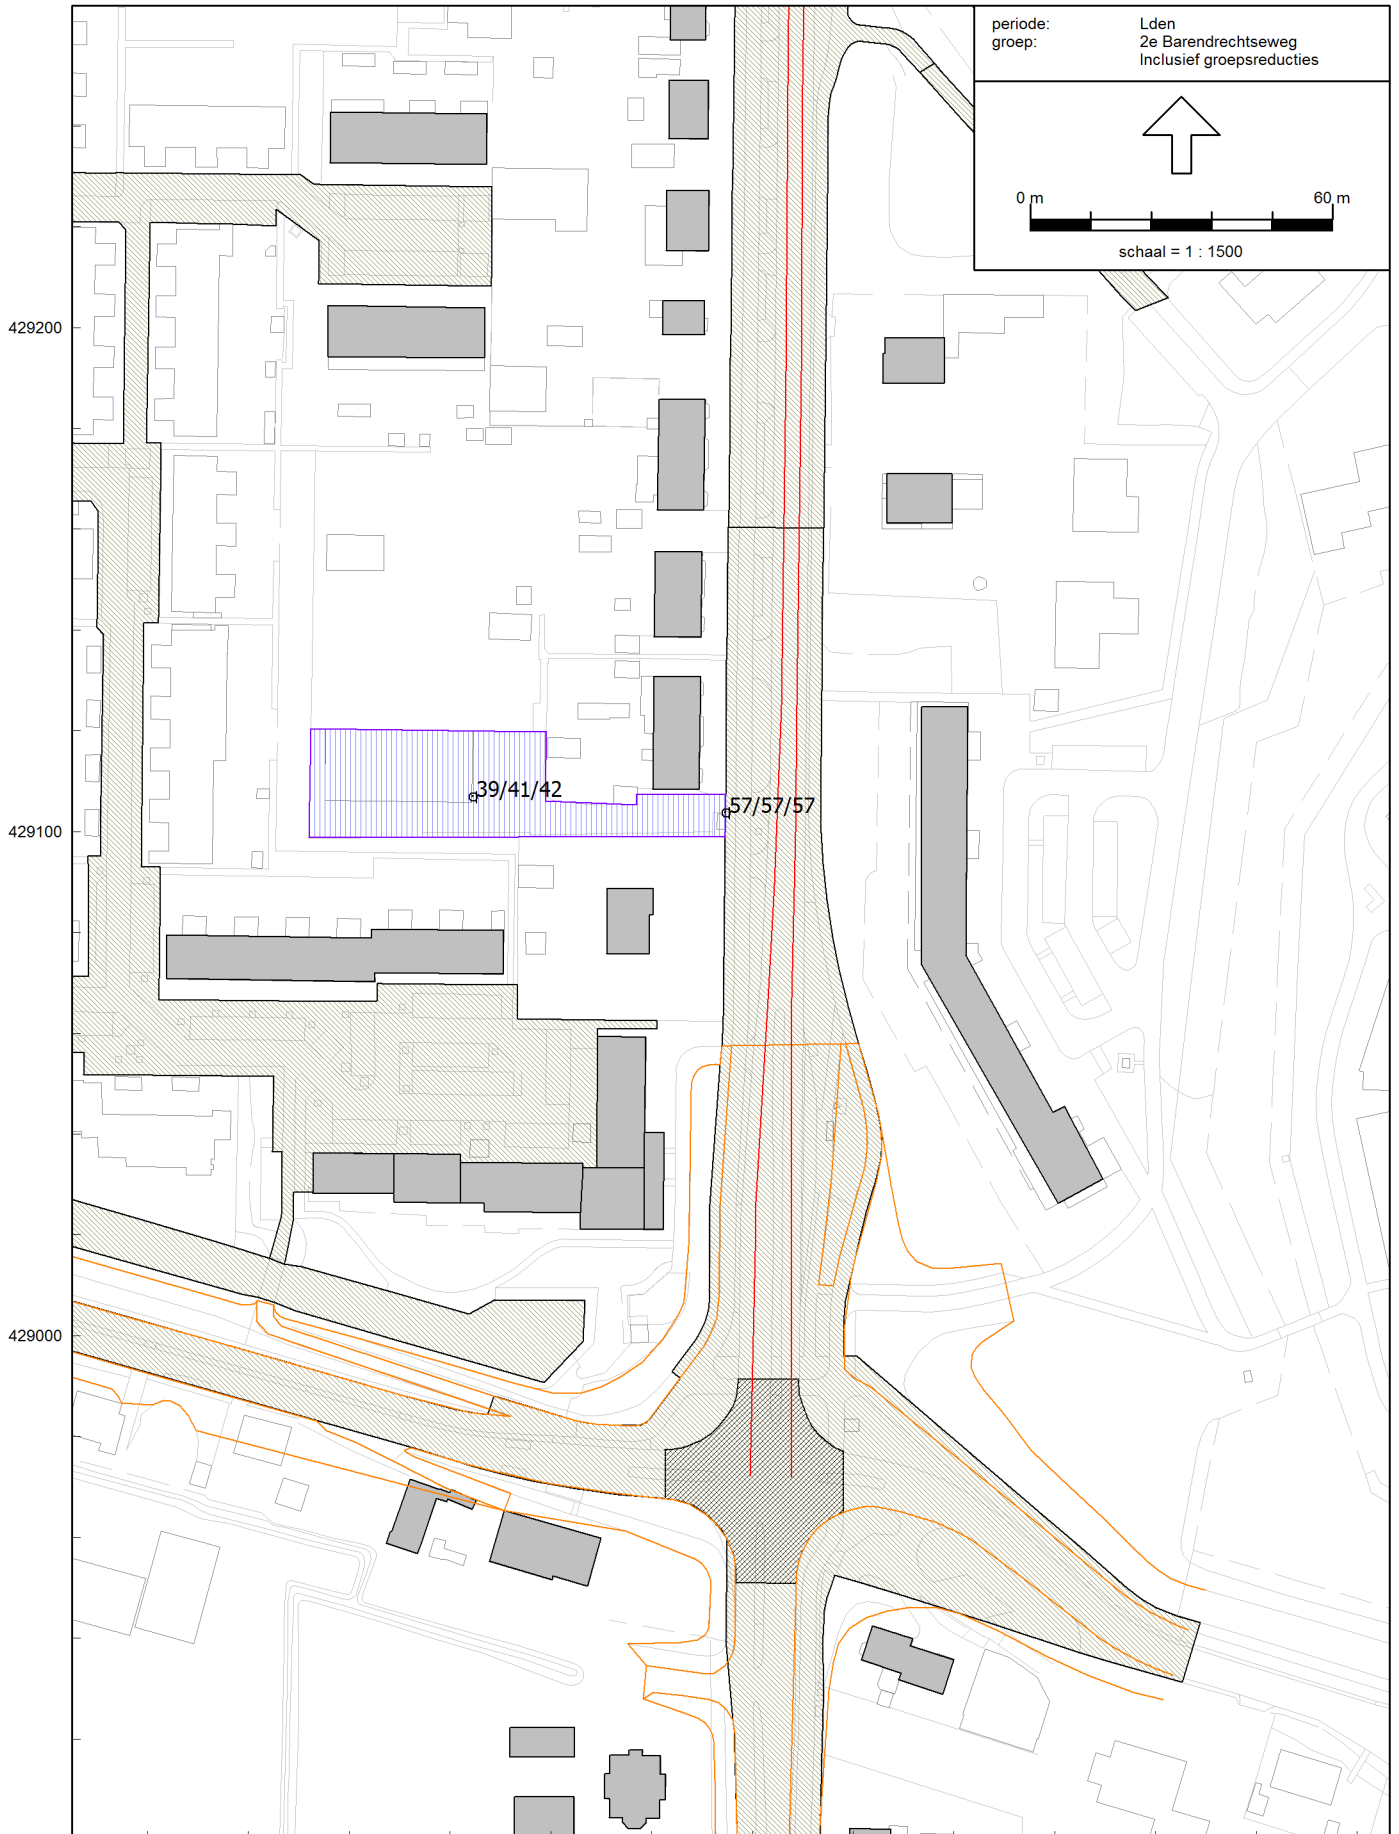 periode: Lden
groep: 2e Barendrechtseweg
Inclusief groepsreducties
0 m 60 m
schaal = 1 : 1500
429200
39/41/42
57/57/57
429100
429000